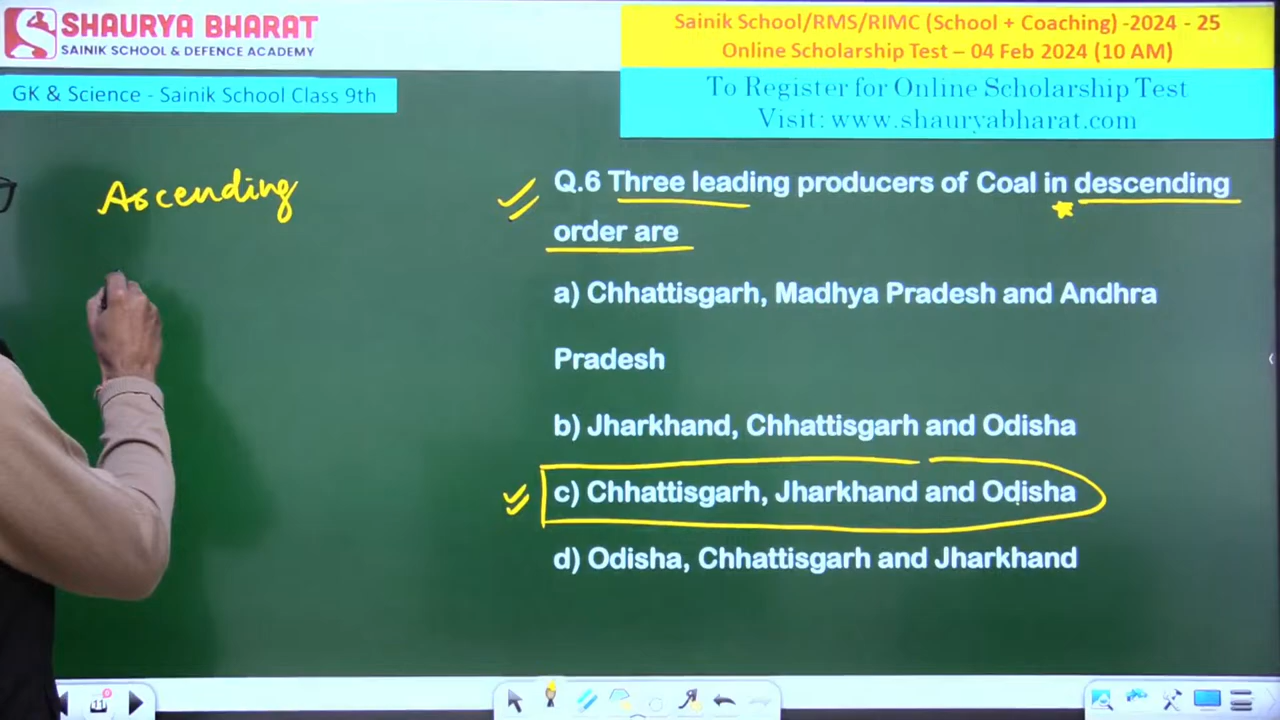 SHAURYA BHARAT
SAINIK SCHOOL & DEFENCE ACADEMY
Sainik School/RMS/RIMC (School + Coaching) -2024 - 25
Online Scholarship Test – 04 Feb 2024 (10 AM)
To Register for Online Scholarship Test
Visit: www.shauryabharat.com
GK & Science - Sainik School Class 9th
Ascending
Q.6 Three leading producers of Coal in descending
order are
a) Chhattisgarh, Madhya Pradesh and Andhra
Pradesh
b) Jharkhand, Chhattisgarh and Odisha
c) Chhattisgarh, Jharkhand and Odisha
d) Odisha, Chhattisgarh and Jharkhand
11